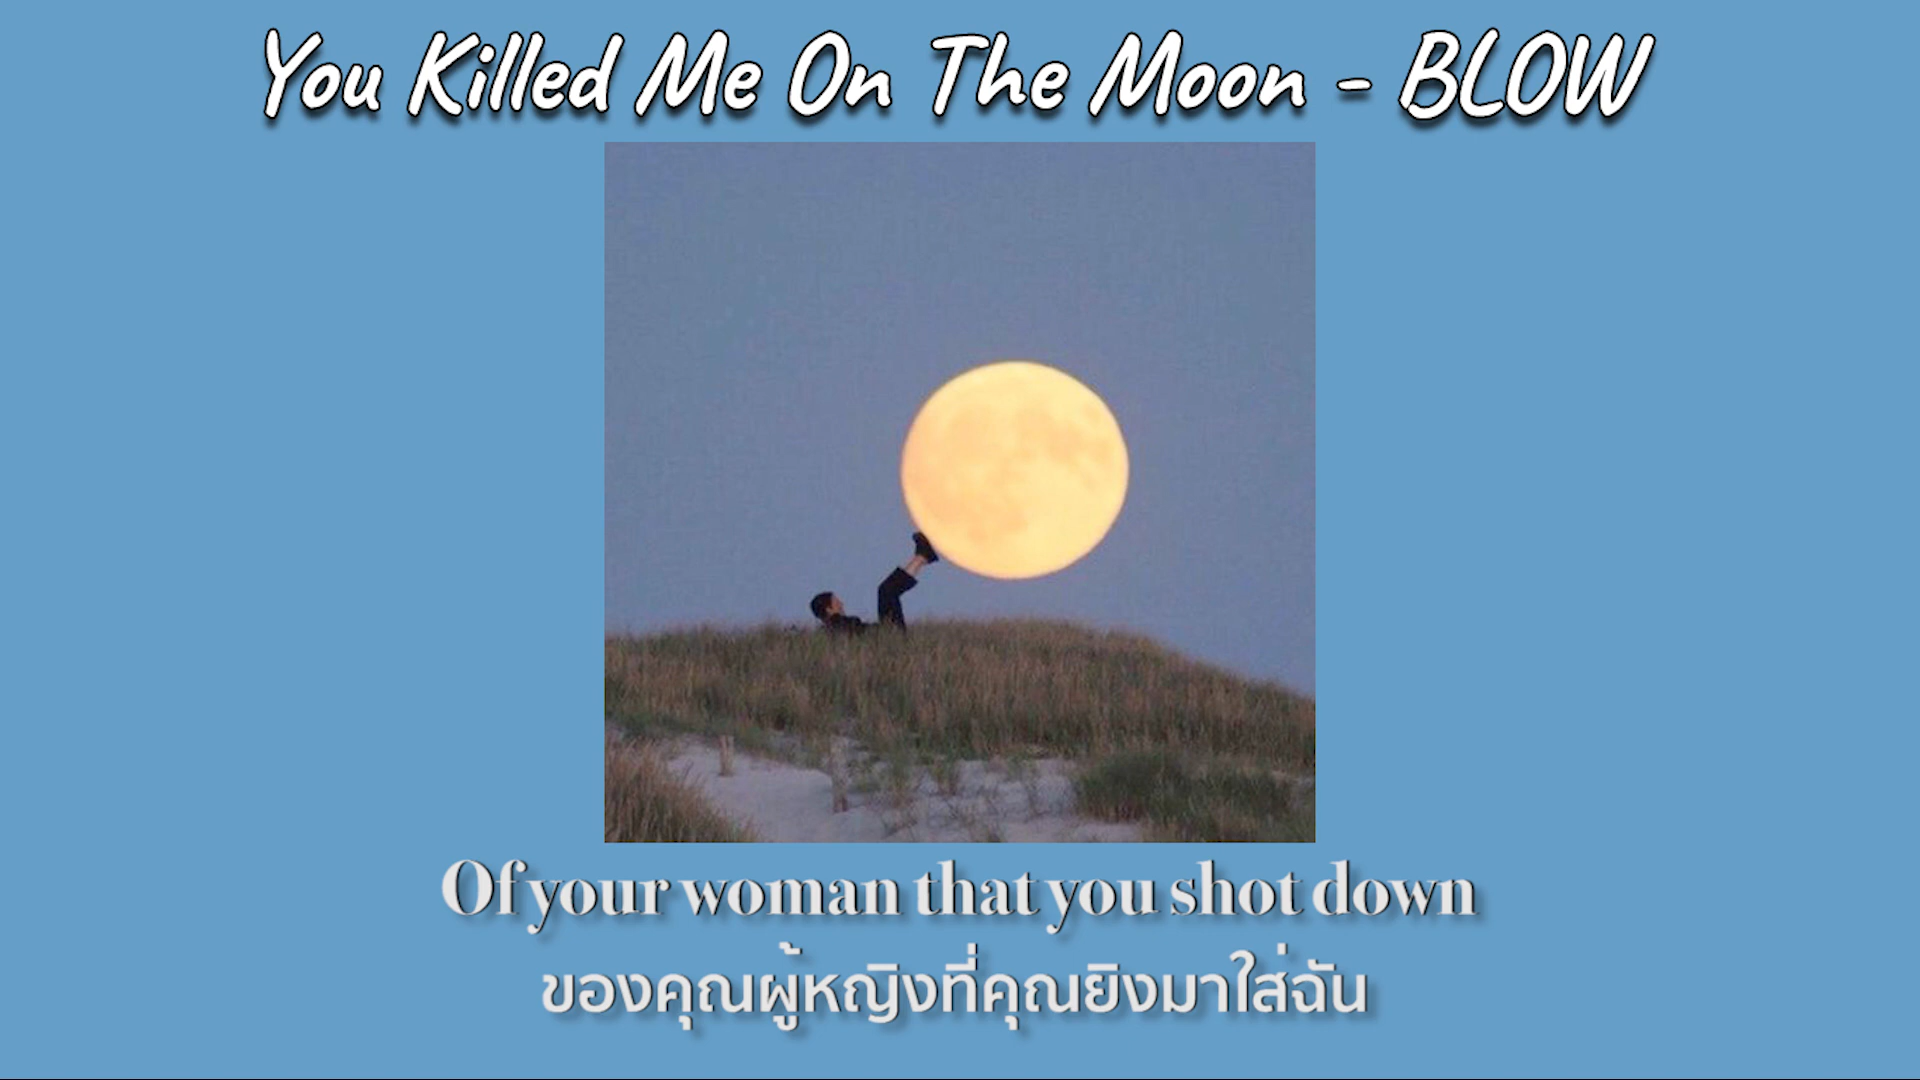 You Killed Me On The Moon - BLOW
Of your woman that you shot down
ของคุณผู้หญิงที่คุณยิงมาใส่ฉัน